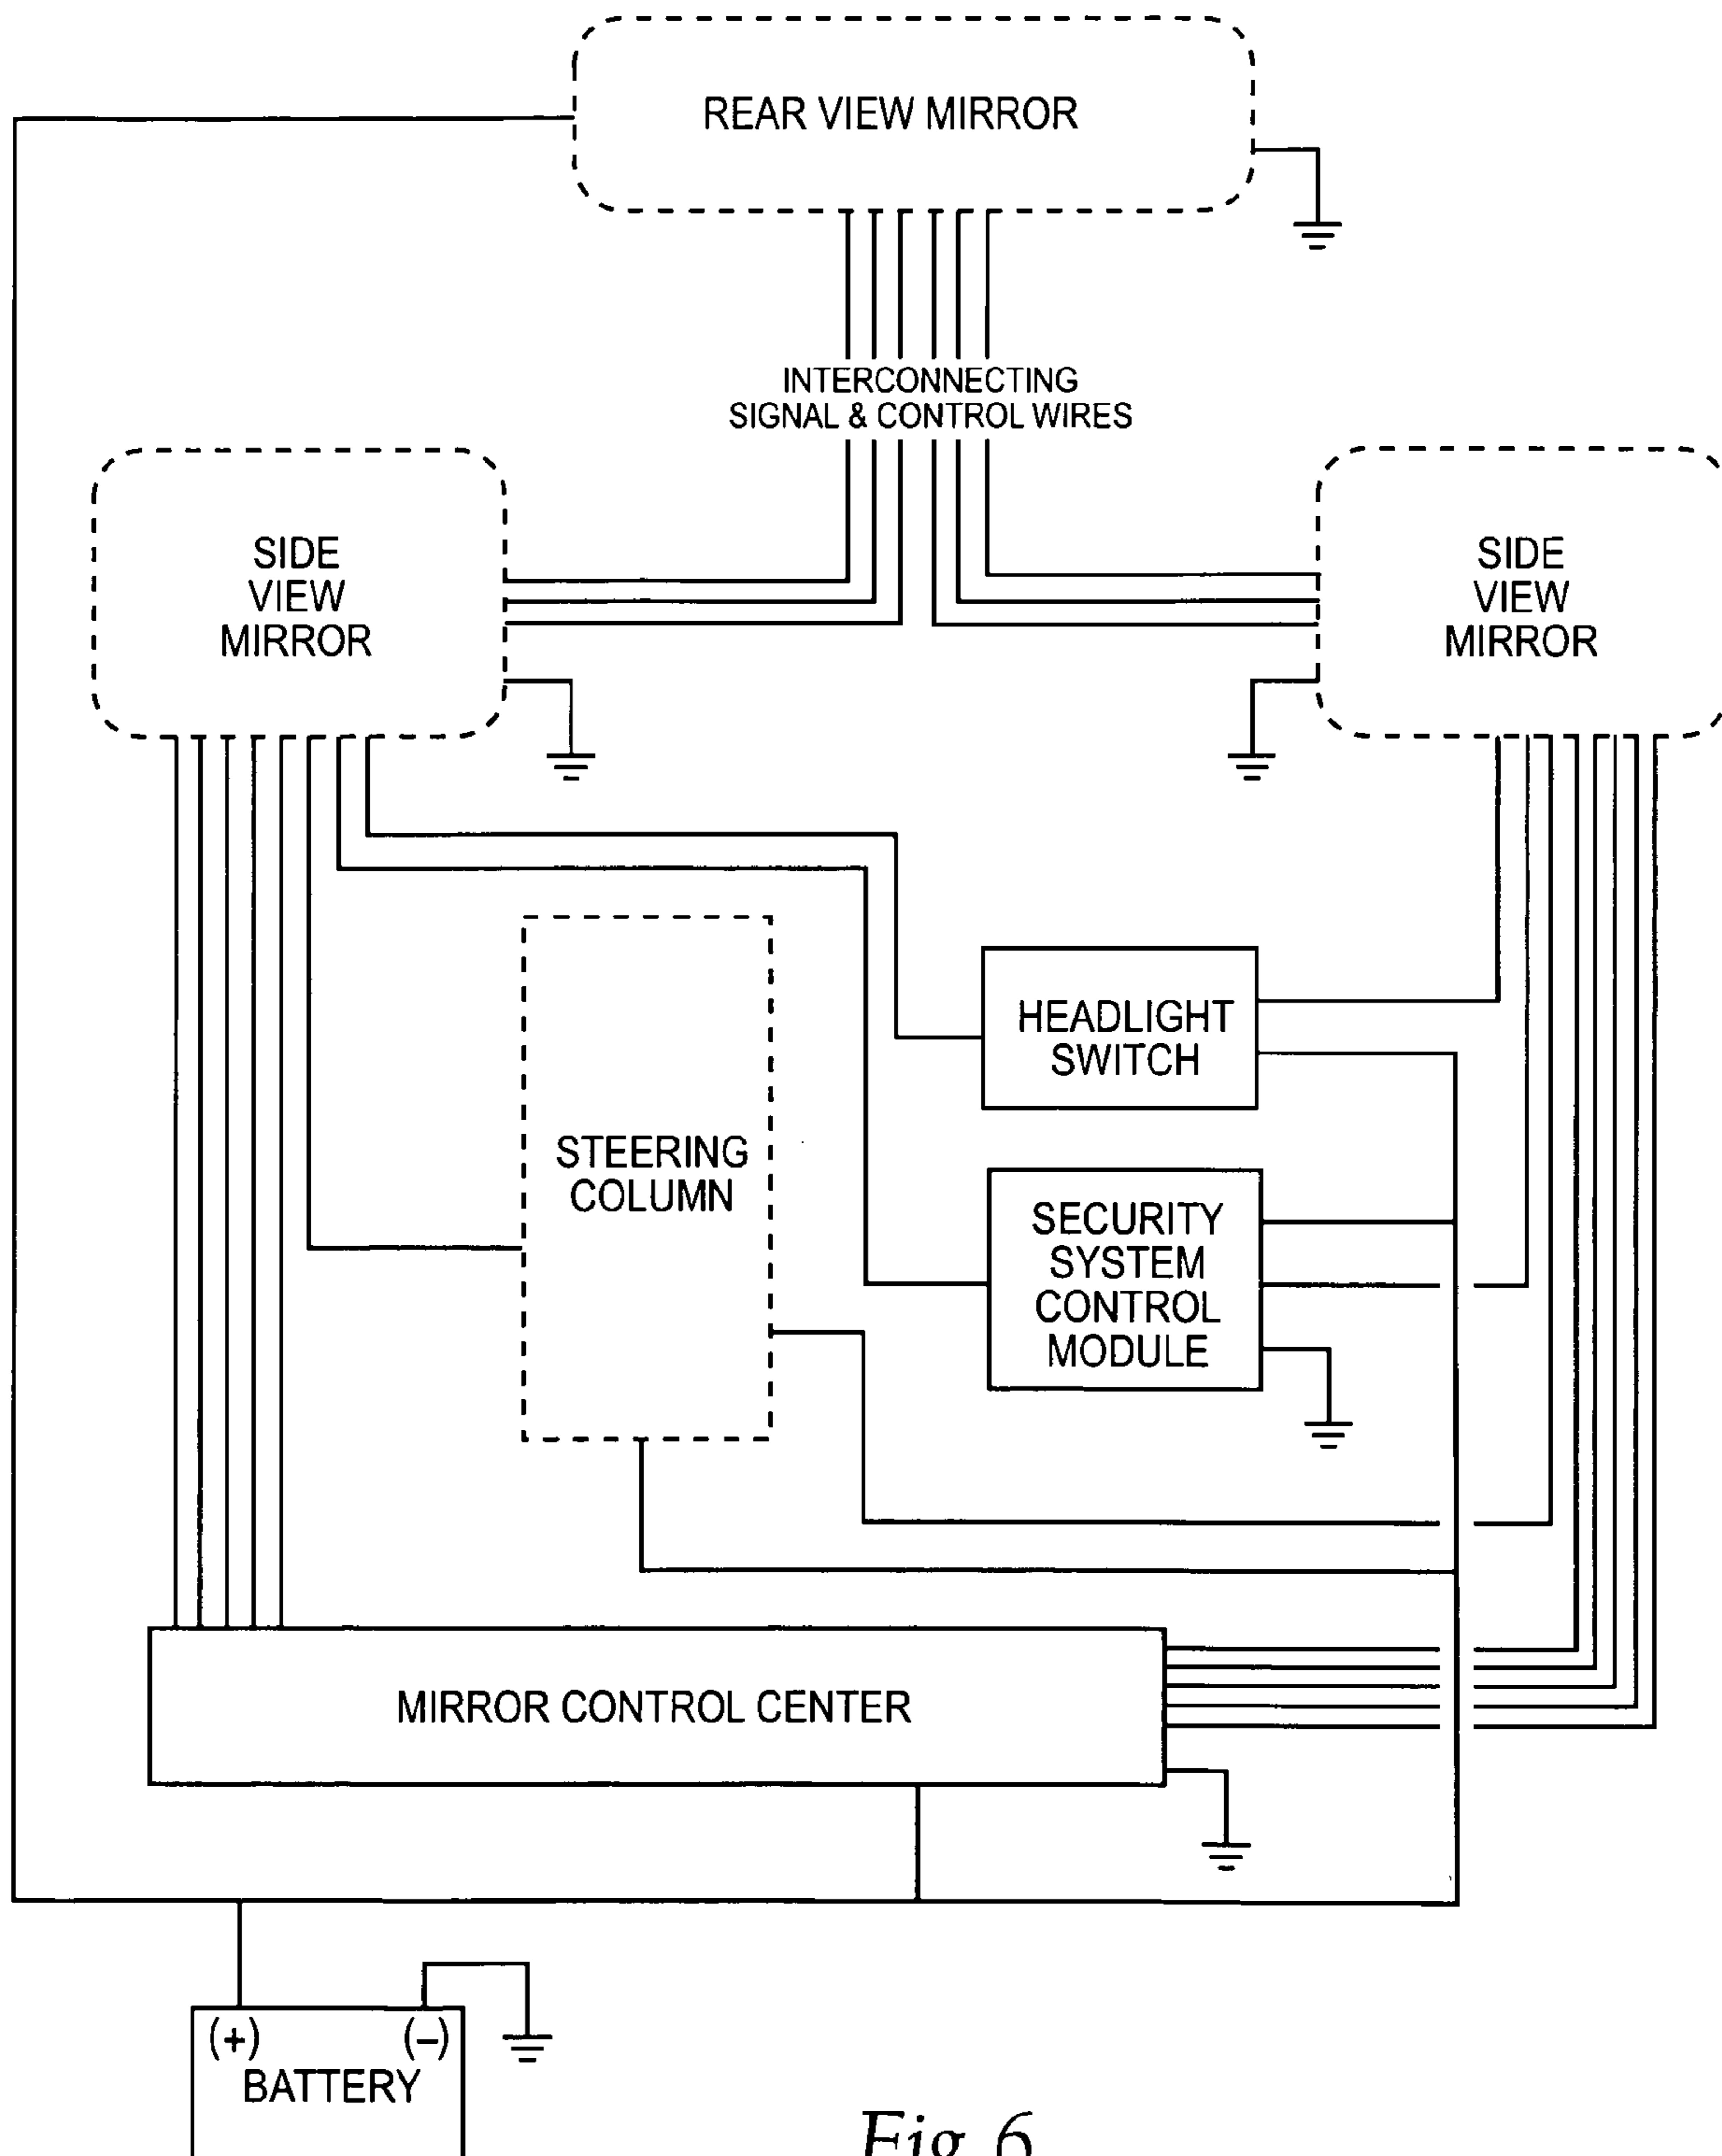 REAR VIEW MIRROR
INTERCONNECTING
SIGNAL & CONTROL WIRES
SIDE
VIEW
MIRROR
SIDE
VIEW
MIRROR
HEADLIGHT
SWITCH
STEERING
COLUMN
SECURITY
SYSTEM
CONTROL
MODULE
MIRROR CONTROL CENTER
(+) (–)
BATTERY
Fig. 6